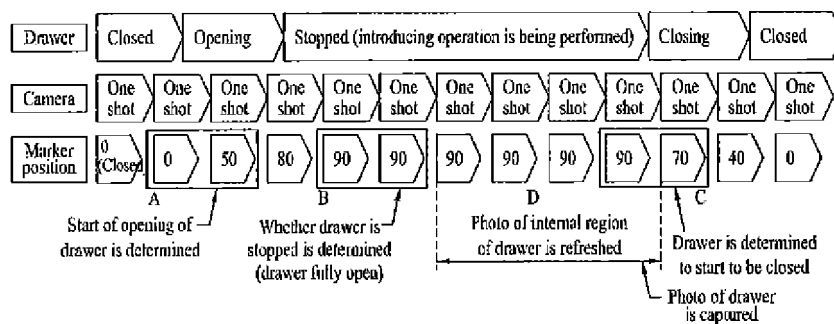 Drawer
Closed Opening Stopped (introducing operation is being performed) Closing Closed
Camera
One shot One shot One shot One shot One shot One shot One shot One shot One shot One shot One shot One shot One shot
Marker position
0 (Closed 0 50 80 90 90 90 90 90 90 70 40 0
A B D C
Start of opening of
drawer is determined
Whether drawer is
stopped is determined
(drawer fully open)
Photo of internal region
of drawer is refreshed
Drawer is determined
to start to be closed
Photo of drawer
is captured